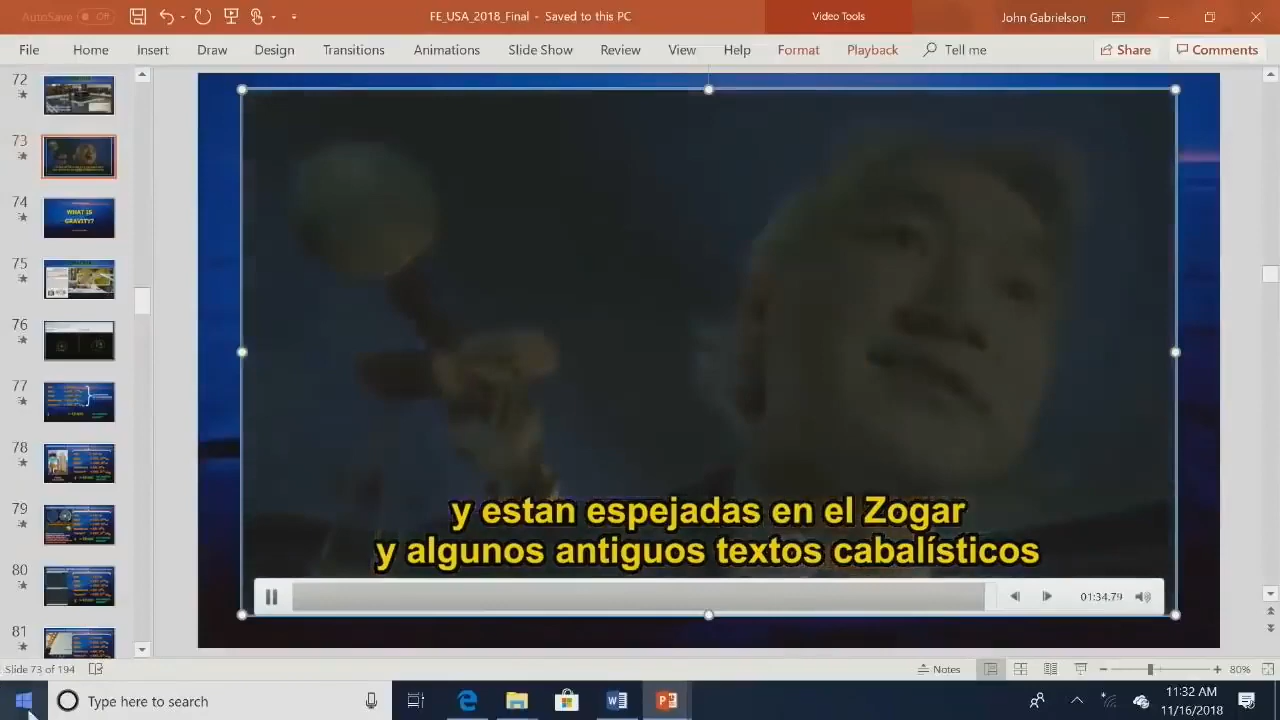 AutoSave Off
FE_USA_2018_Final - Saved to this PC
Video Tools
John Gabrielson
File Home Insert Draw Design Transitions Animations Slide Show Review View Help Format Playback Tell me Share Comments
72
73
74
WHAT IS
GRAVITY?
75
76
77
78
79
80
81
y estan espejadas en el Zogar
y algunos antiguos textos cabalísticos
01:34.79
Slide 73 of 194
Notes
80%
Type here to search
11:32 AM
11/16/2018